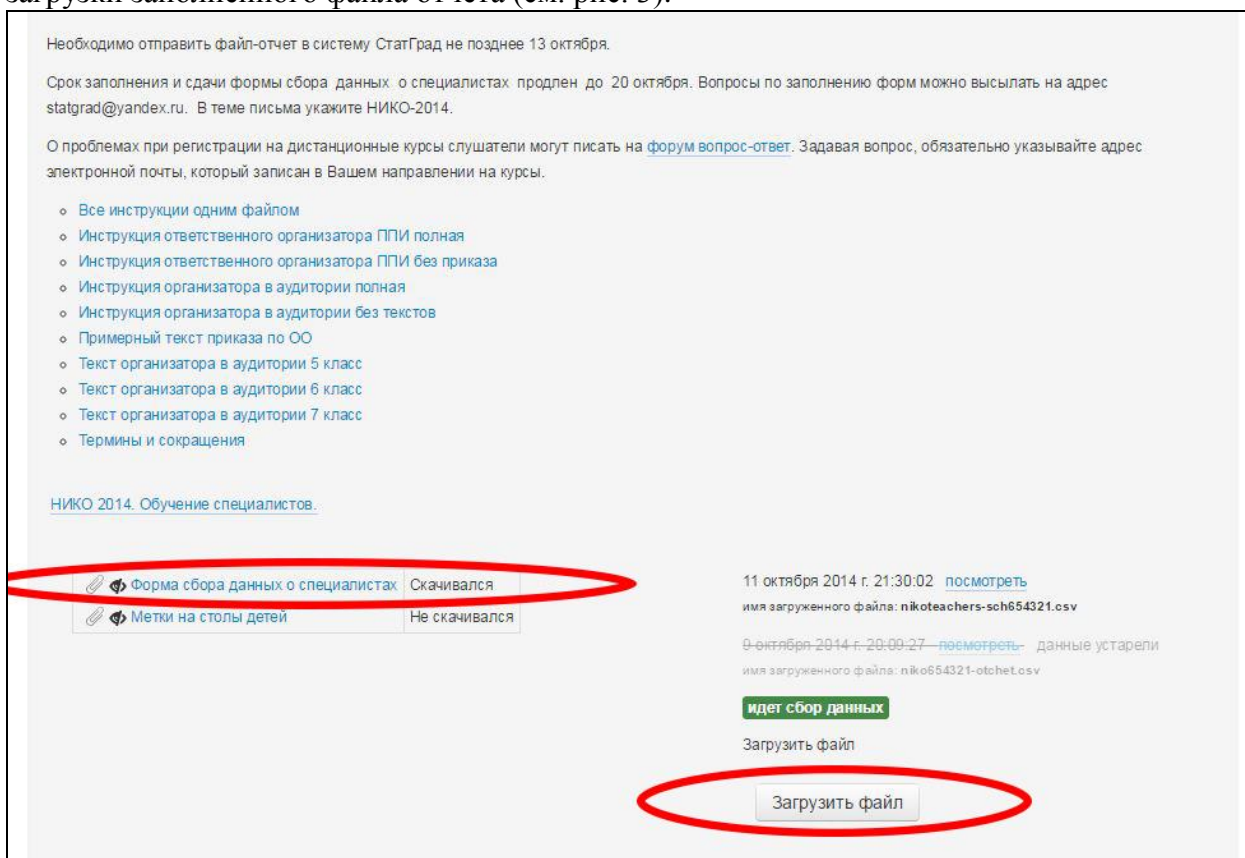 загрузки заполненного файла отчета (см. рис. 3).
Необходимо отправить файл-отчет в систему СтатГрад не позднее 13 октября.
Срок заполнения и сдачи формы сбора данных о специалистах продлен до 20 октября. Вопросы по заполнению форм можно высылать на адрес
statgrad@yandex.ru. В теме письма укажите НИКО-2014.
О проблемах при регистрации на дистанционные курсы слушатели могут писать на форум вопрос-ответ. Задавая вопрос, обязательно указывайте адрес
электронной почты, который записан в Вашем направлении на курсы.
Все инструкции одним файлом
Инструкция ответственного организатора ППИ полная
Инструкция ответственного организатора ППИ без приказа
Инструкция организатора в аудитории полная
Инструкция организатора в аудитории без текстов
Примерный текст приказа по ОО
Текст организатора в аудитории 5 класс
Текст организатора в аудитории 6 класс
Текст организатора в аудитории 7 класс
Термины и сокращения
НИКО 2014. Обучение специалистов.
Форма сбора данных о специалистах Скачивался
Метки на столы детей Не скачивался
11 октября 2014 г. 21:30:02 посмотреть
имя загруженного файла: nikoteachers-sch654321.csv
9 октября 2014 г. 20:09:27 посмотреть данные устарели
имя загруженного файла: niko654321-otchet.csv
идет сбор данных
Загрузить файл
Загрузить файл